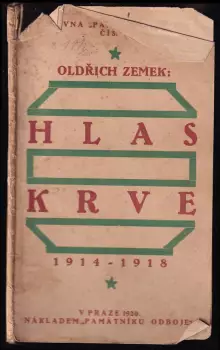 OLDŘICH ZEMEK:
HLAS
KRVE
1914-1918
V PRAZE 1920.
NÁKLADEM „PAMÁTNÍKU ODBOJE“